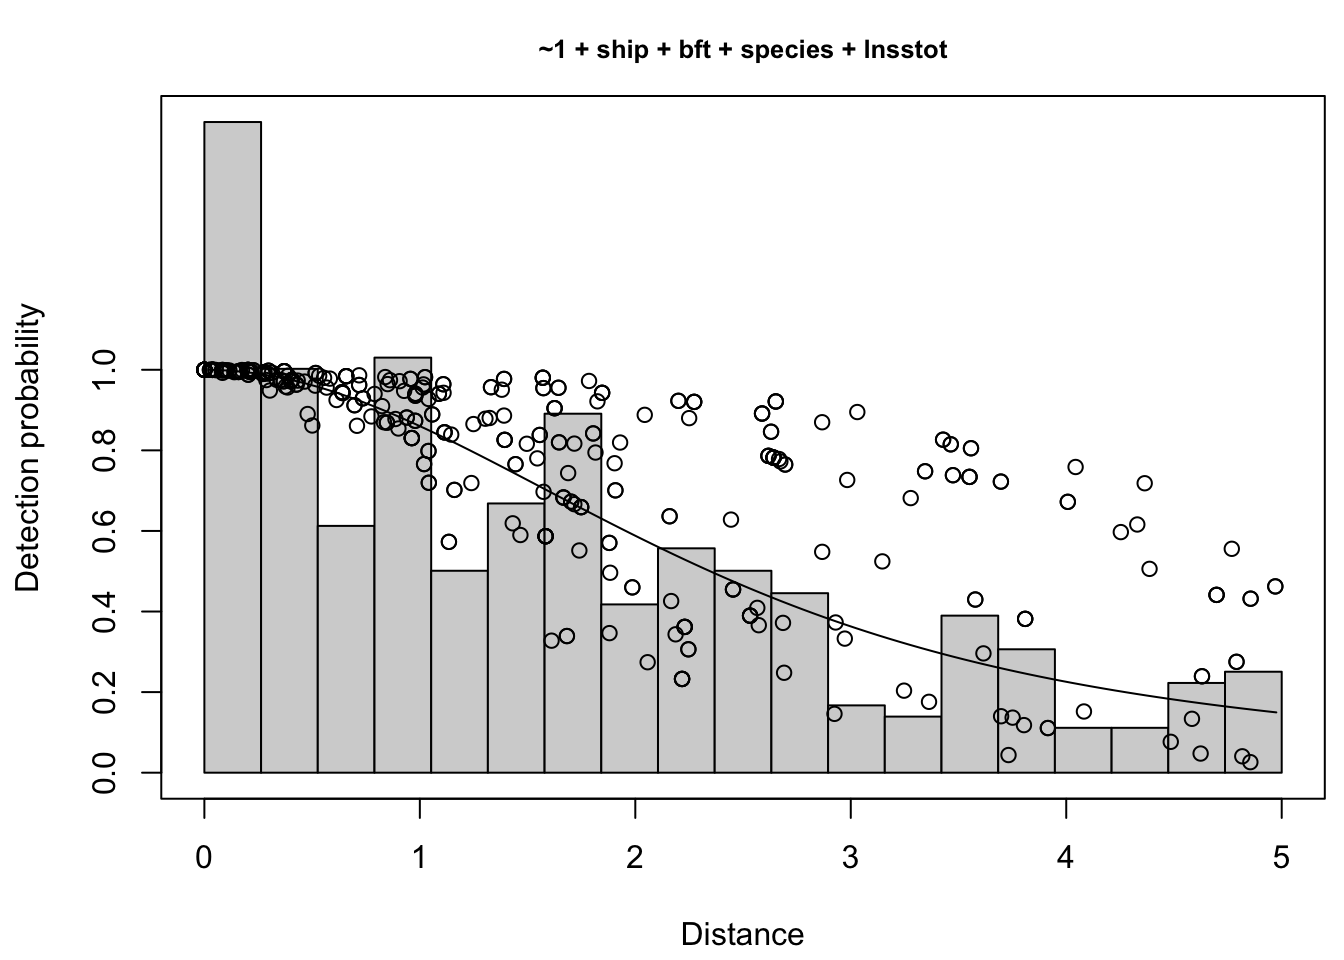 ~1 + ship + bft + species + lnsstot
Detection probability
1.0
0.8
0.6
0.4
0.2
0.0
0 1 2 3 4 5
Distance